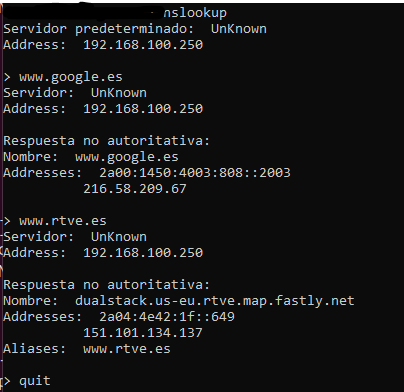 nslookup
Servidor predeterminado:  UnKnown
Address:  192.168.100.250
> www.google.es
Servidor:  UnKnown
Address:  192.168.100.250
Respuesta no autoritativa:
Nombre:  www.google.es
Addresses:  2a00:1450:4003:808::2003
216.58.209.67
> www.rtve.es
Servidor:  UnKnown
Address:  192.168.100.250
Respuesta no autoritativa:
Nombre:  dualstack.us-eu.rtve.map.fastly.net
Addresses:  2a04:4e42:1f::649
151.101.134.137
Aliases:  www.rtve.es
> quit